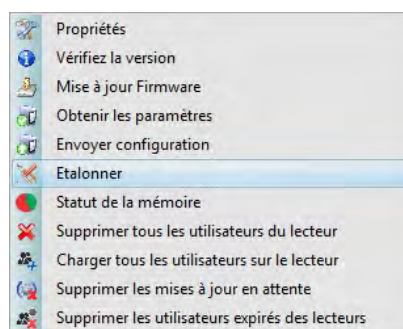 Propriétés
Vérifiez la version
Mise à jour Firmware
Obtenir les paramètres
Envoyer configuration
Etalonner
Statut de la mémoire
Supprimer tous les utilisateurs du lecteur
Charger tous les utilisateurs sur le lecteur
Supprimer les mises à jour en attente
Supprimer les utilisateurs expirés des lecteurs